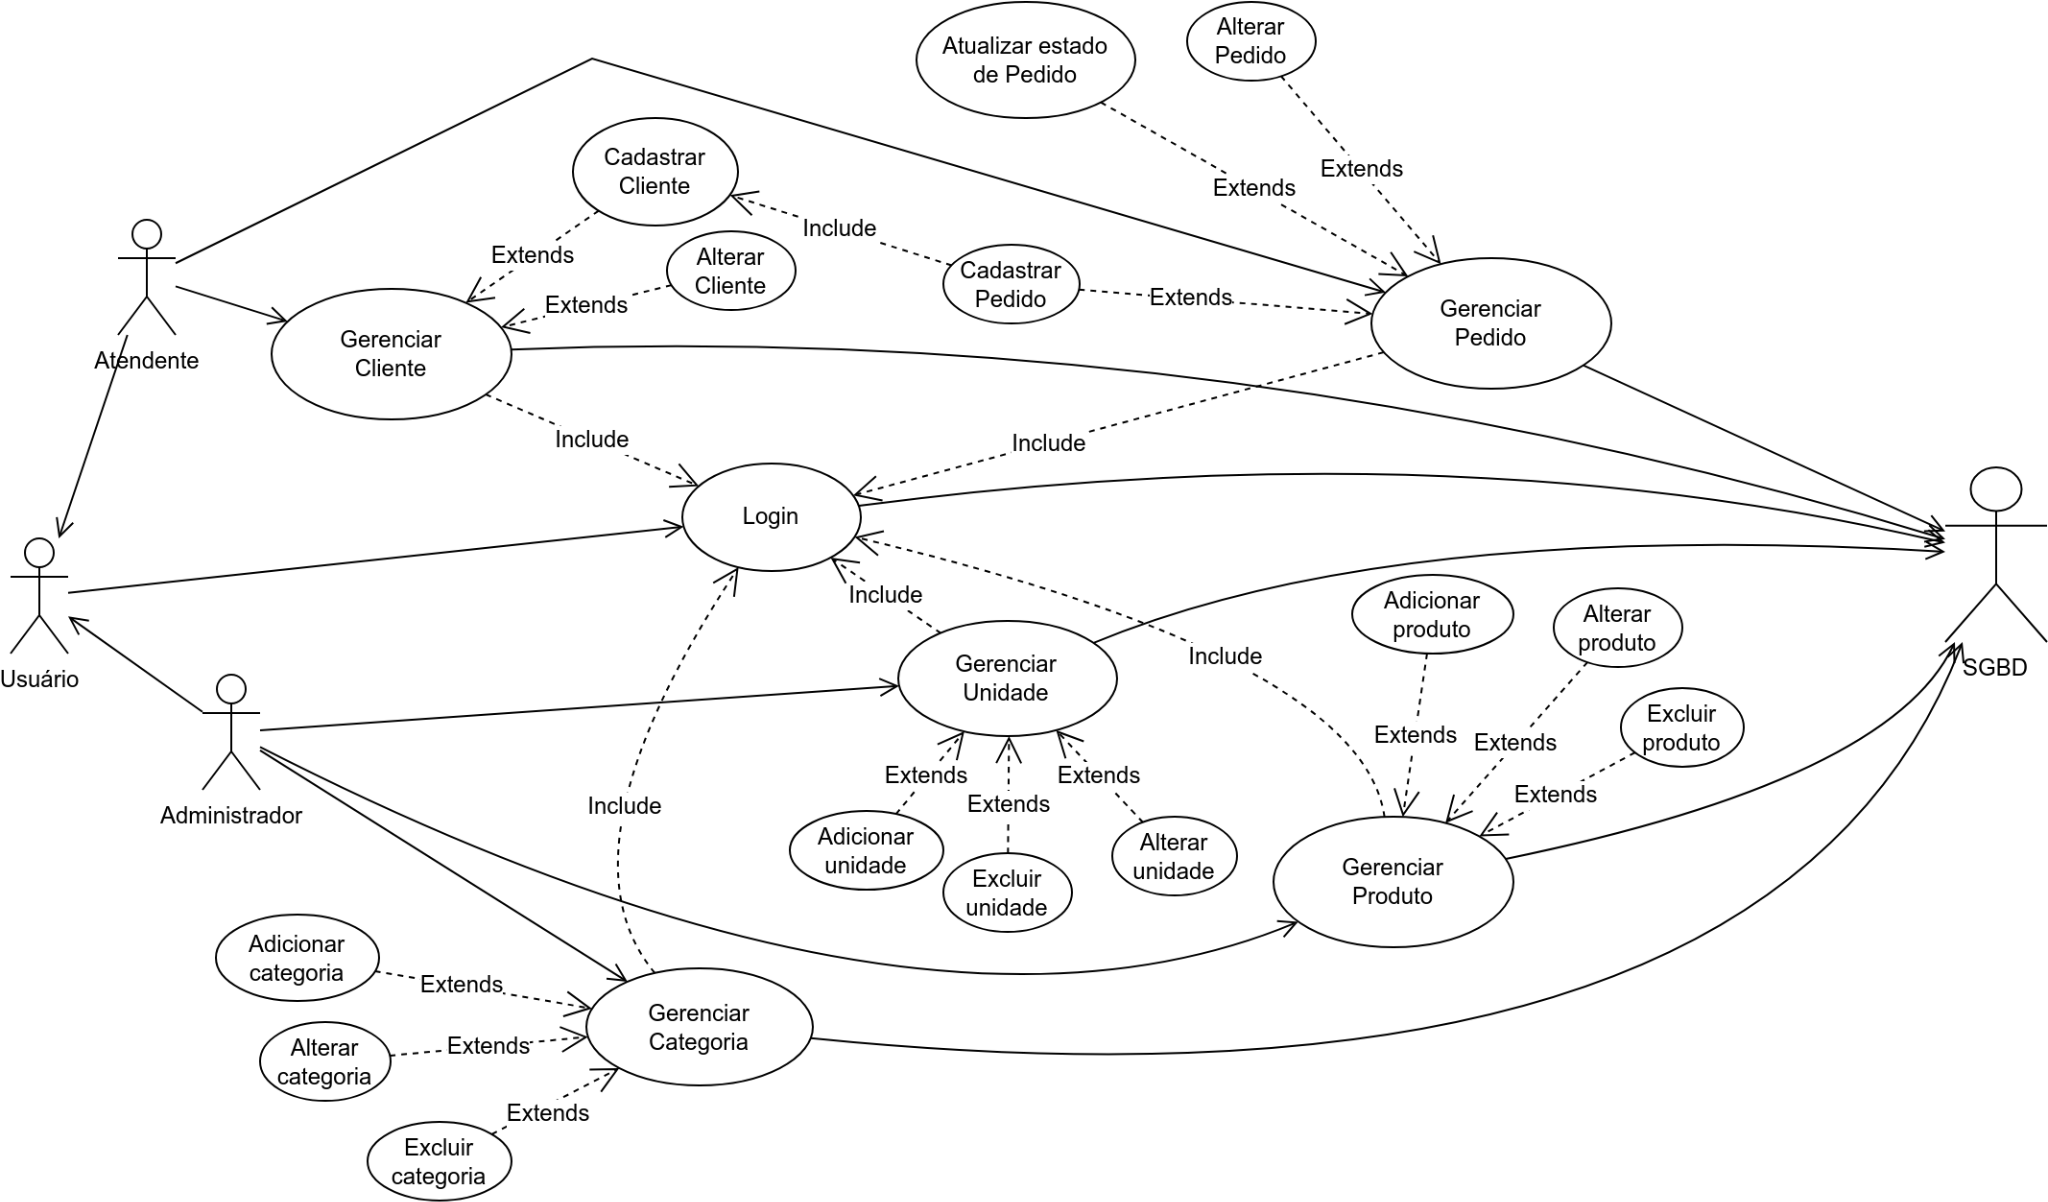 Atualizar estado
de Pedido
Alterar
Pedido
Cadastrar
Cliente
Extends
Extends
Include
Extends
Alterar
Cliente
Cadastrar
Pedido
Extends
Extends
Gerenciar
Pedido
Gerenciar
Cliente
Atendente
Include
Include
Login
Include
Adicionar
produto
Alterar
produto
Include
Gerenciar
Unidade
SGBD
Usuário
Excluir
produto
Extends
Extends
Extends
Extends
Extends
Extends
Administrador
Include
Adicionar
unidade
Excluir
unidade
Alterar
unidade
Gerenciar
Produto
Adicionar
categoria
Extends
Gerenciar
Categoria
Alterar
categoria
Extends
Extends
Excluir
categoria